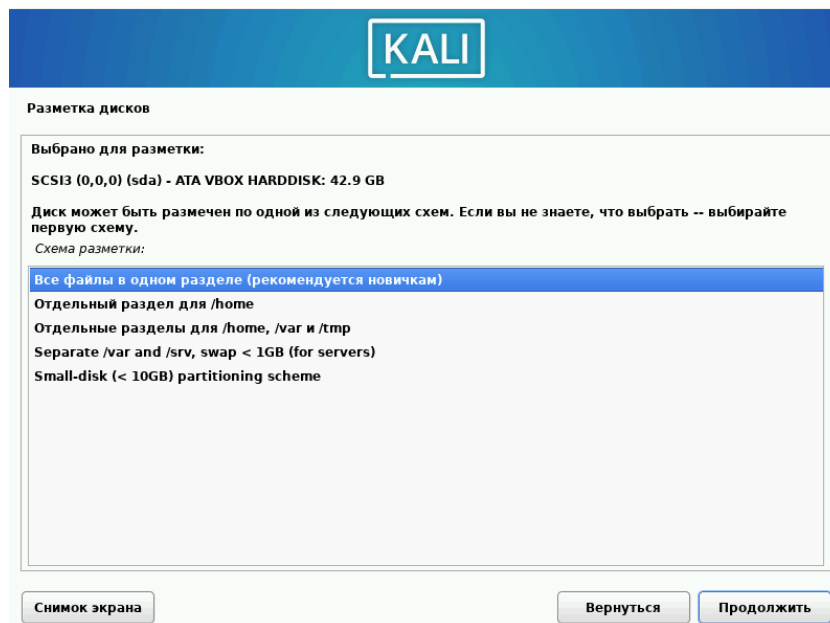 KALI
Разметка дисков
Выбрано для разметки:
SCSI3 (0,0,0) (sda) - ATA VBOX HARDDISK: 42.9 GB
Диск может быть размечен по одной из следующих схем. Если вы не знаете, что выбрать -- выбирайте
первую схему.
Схема разметки:
Все файлы в одном разделе (рекомендуется новичкам)
Отдельный раздел для /home
Отдельные разделы для /home, /var и /tmp
Separate /var and /srv, swap < 1GB (for servers)
Small-disk (< 10GB) partitioning scheme
Снимок экрана
Вернуться
Продолжить